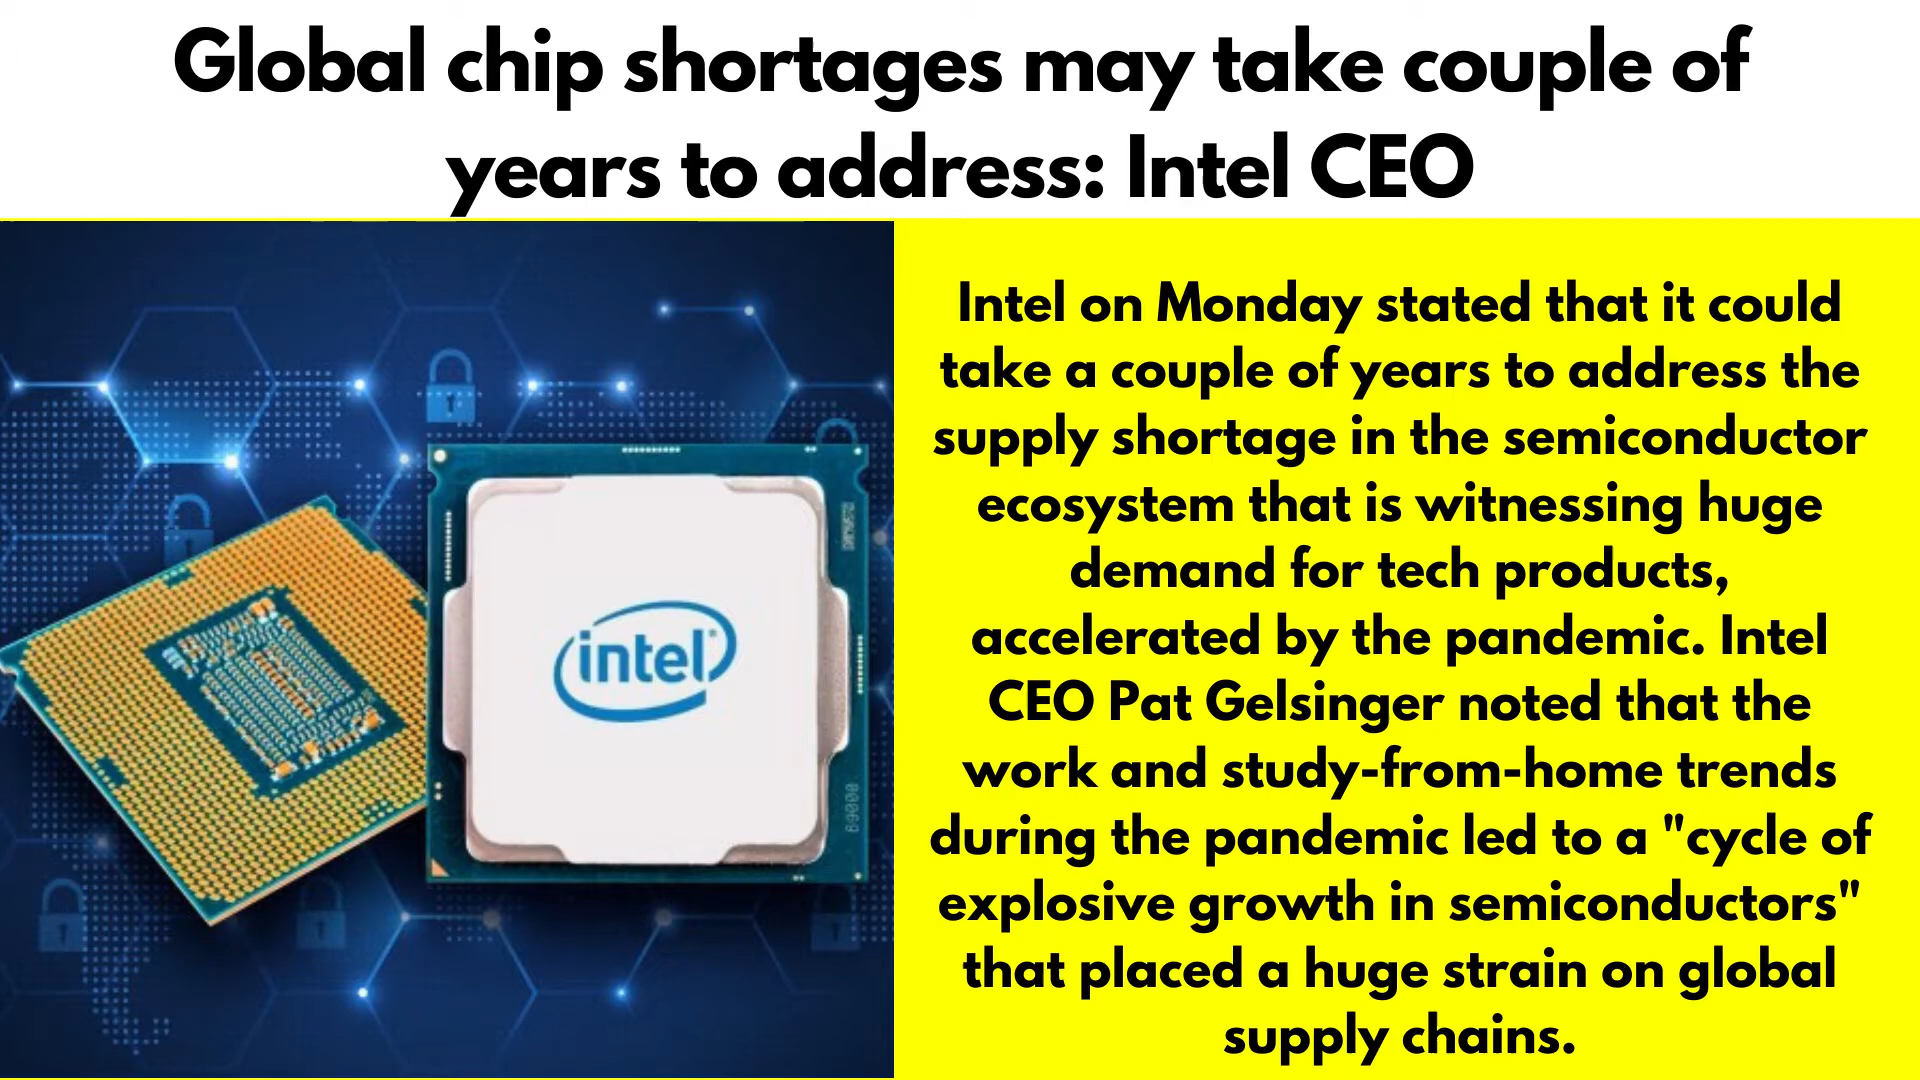 Global chip shortages may take couple of
years to address: Intel CEO
Intel on Monday stated that it could
take a couple of years to address the
supply shortage in the semiconductor
ecosystem that is witnessing huge
demand for tech products,
accelerated by the pandemic. Intel
CEO Pat Gelsinger noted that the
work and study-from-home trends
during the pandemic led to a "cycle of
explosive growth in semiconductors"
that placed a huge strain on global
supply chains.
intel